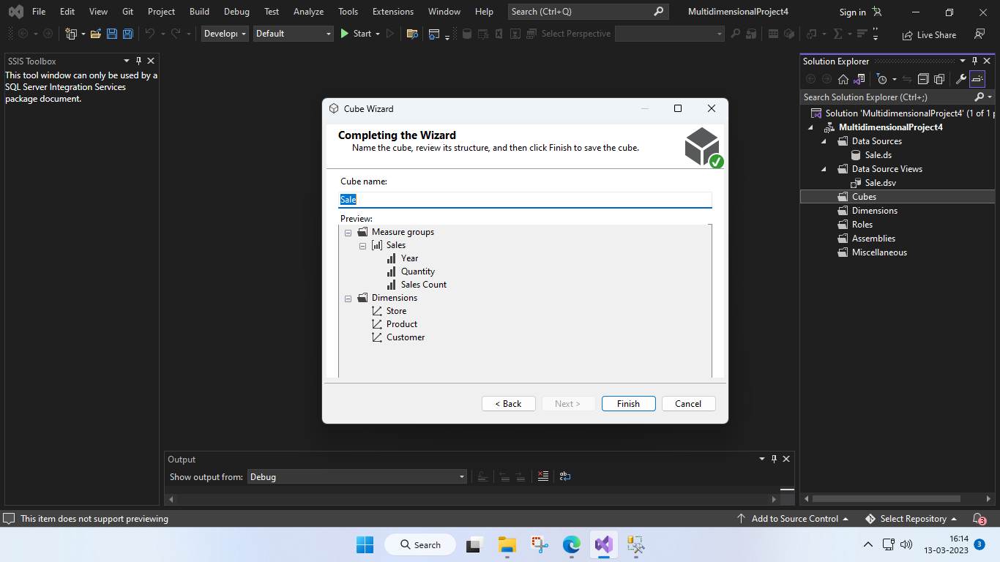 File Edit View Git Project Build Debug Test Analyze Tools Extensions Window Help Search (Ctrl+Q) MultidimensionalProject4 Sign in
Develop Default Start Select Perspective Live Share
SSIS Toolbox
This tool window can only be used by a
SQL Server Integration Services
package document.
Cube Wizard
Completing the Wizard
Name the cube, review its structure, and then click Finish to save the cube.
Cube name:
Sale
Preview:
Measure groups
Sales
Year
Quantity
Sales Count
Dimensions
Store
Product
Customer
< Back Next > Finish Cancel
Solution Explorer
Search Solution Explorer (Ctrl+;)
Solution 'MultidimensionalProject4' (1 of 1 p
MultidimensionalProject4
Data Sources
Sale.ds
Data Source Views
Sale.dsv
Cubes
Dimensions
Roles
Assemblies
Miscellaneous
Output
Show output from: Debug
This item does not support previewing Add to Source Control Select Repository 3
Search
16:14
13-03-2023 3